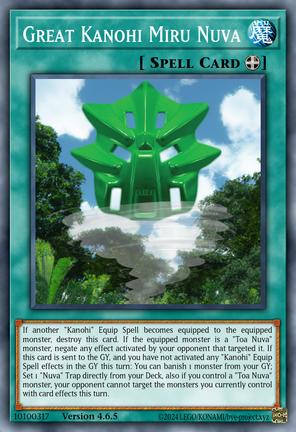 Great Kanohi Miru Nuva
魔
[ Spell Card ]
If another "Kanohi" Equip Spell becomes equipped to the equipped
monster, destroy this card. If the equipped monster is a "Toa Nuva"
monster, negate any effect activated by your opponent that targeted it. If
this card is sent to the GY, and you have not activated any "Kanohi" Equip
Spell effects in the GY this turn: You can banish 1 monster from your GY;
Set 1 "Nuva" Trap directly from your Deck, also if you control a "Toa Nuva"
monster, your opponent cannot target the monsters you currently control
with card effects this turn.
10100317 Version 4.6.5 ©2024 LEGO/KONAMI/bye-project.xyz